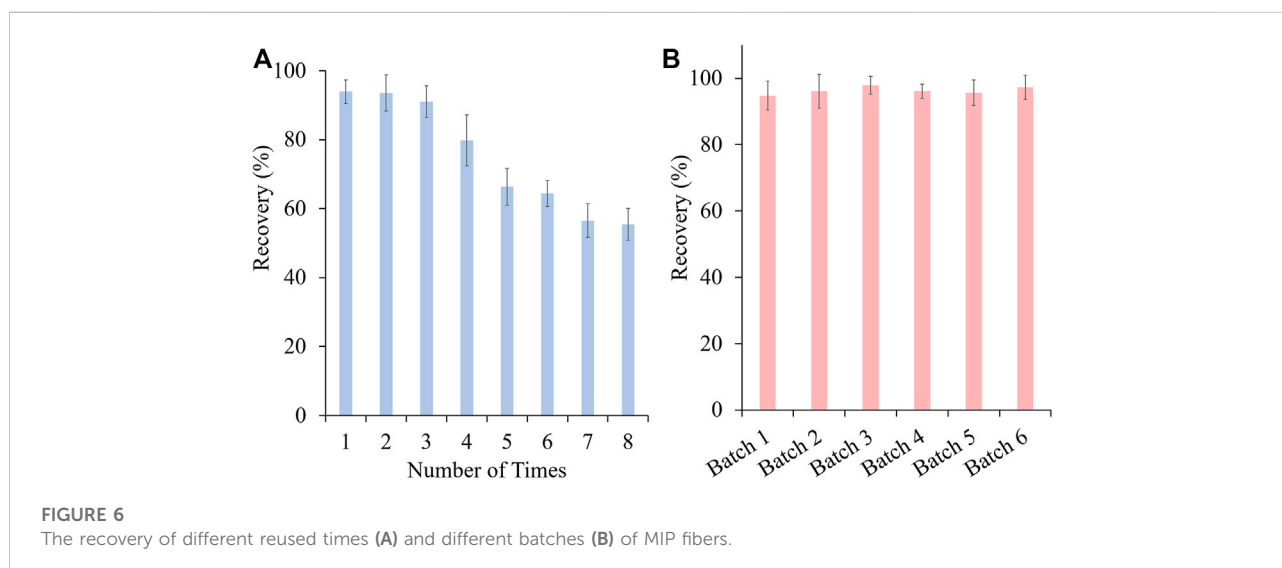 A
100
80
60
40
20
0
Recovery (%)
1 2 3 4 5 6 7 8
Number of Times
B
100
80
60
40
20
0
Recovery (%)
Batch 1 Batch 2 Batch 3 Batch 4 Batch 5 Batch 6
FIGURE 6
The recovery of different reused times (A) and different batches (B) of MIP fibers.